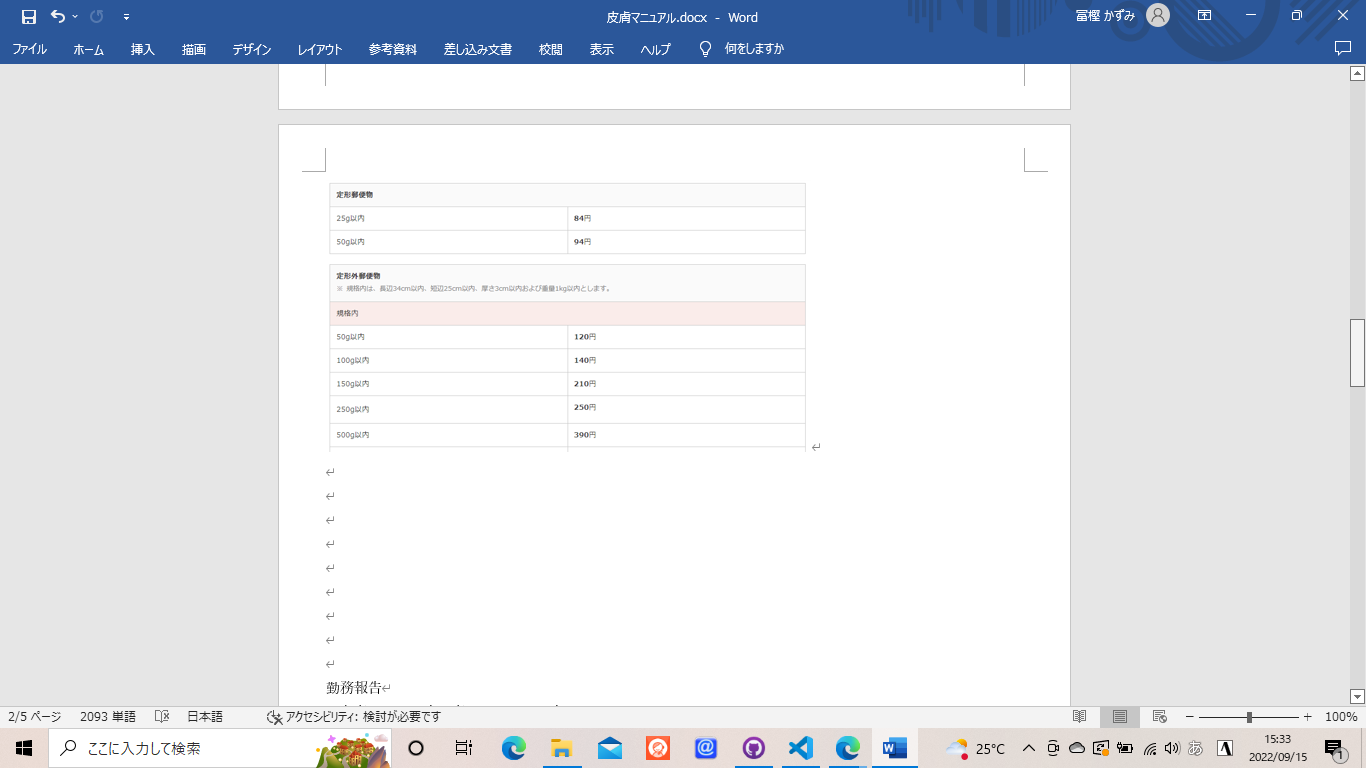 皮膚マニュアル.docx - Word
冨樫 かずみ
ファイル ホーム 挿入 描画 デザイン レイアウト 参考資料 差し込み文書 校閲 表示 ヘルプ 何をしますか
定形郵便物
25g以内 84円
50g以内 94円
定形外郵便物
※ 規格内は、長辺34cm以内、短辺25cm以内、厚さ3cm以内および重量1kg以内とします。
規格内
50g以内 120円
100g以内 140円
150g以内 210円
250g以内 250円
500g以内 390円
勤務報告
2/5 ページ 2093 単語 日本語 アクセシビリティ: 検討が必要です 100%
ここに入力して検索 25°C あ A 15:33
2022/09/15 1